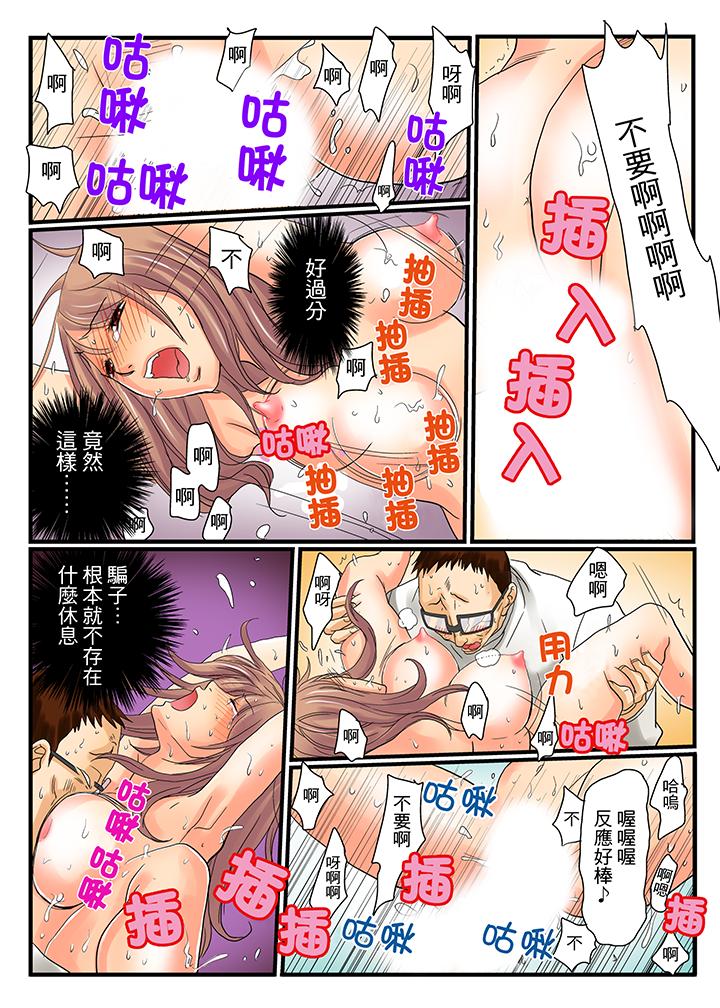 不要啊啊啊啊
插入
插入
呀啊
啊
啊
啊
啊
啊
咕啾
咕啾
咕啾
咕啾
好過分
不
啊
啊
抽插
抽插
抽插
抽插
抽插
咕啾
啊
啊
啊
啊
竟然
這樣……
嗯啊
啊呀
用力
啊
啊
啊
咕啾
騙子…
根本就不存在
什麼休息
咕啾
咕啾
插
插
插
哈嗚
喔喔喔
反應好棒♪
不
啊嗯
不要啊
啊
呀啊啊
不
啊
咕啾
咕啾
咕啾
插
插
插